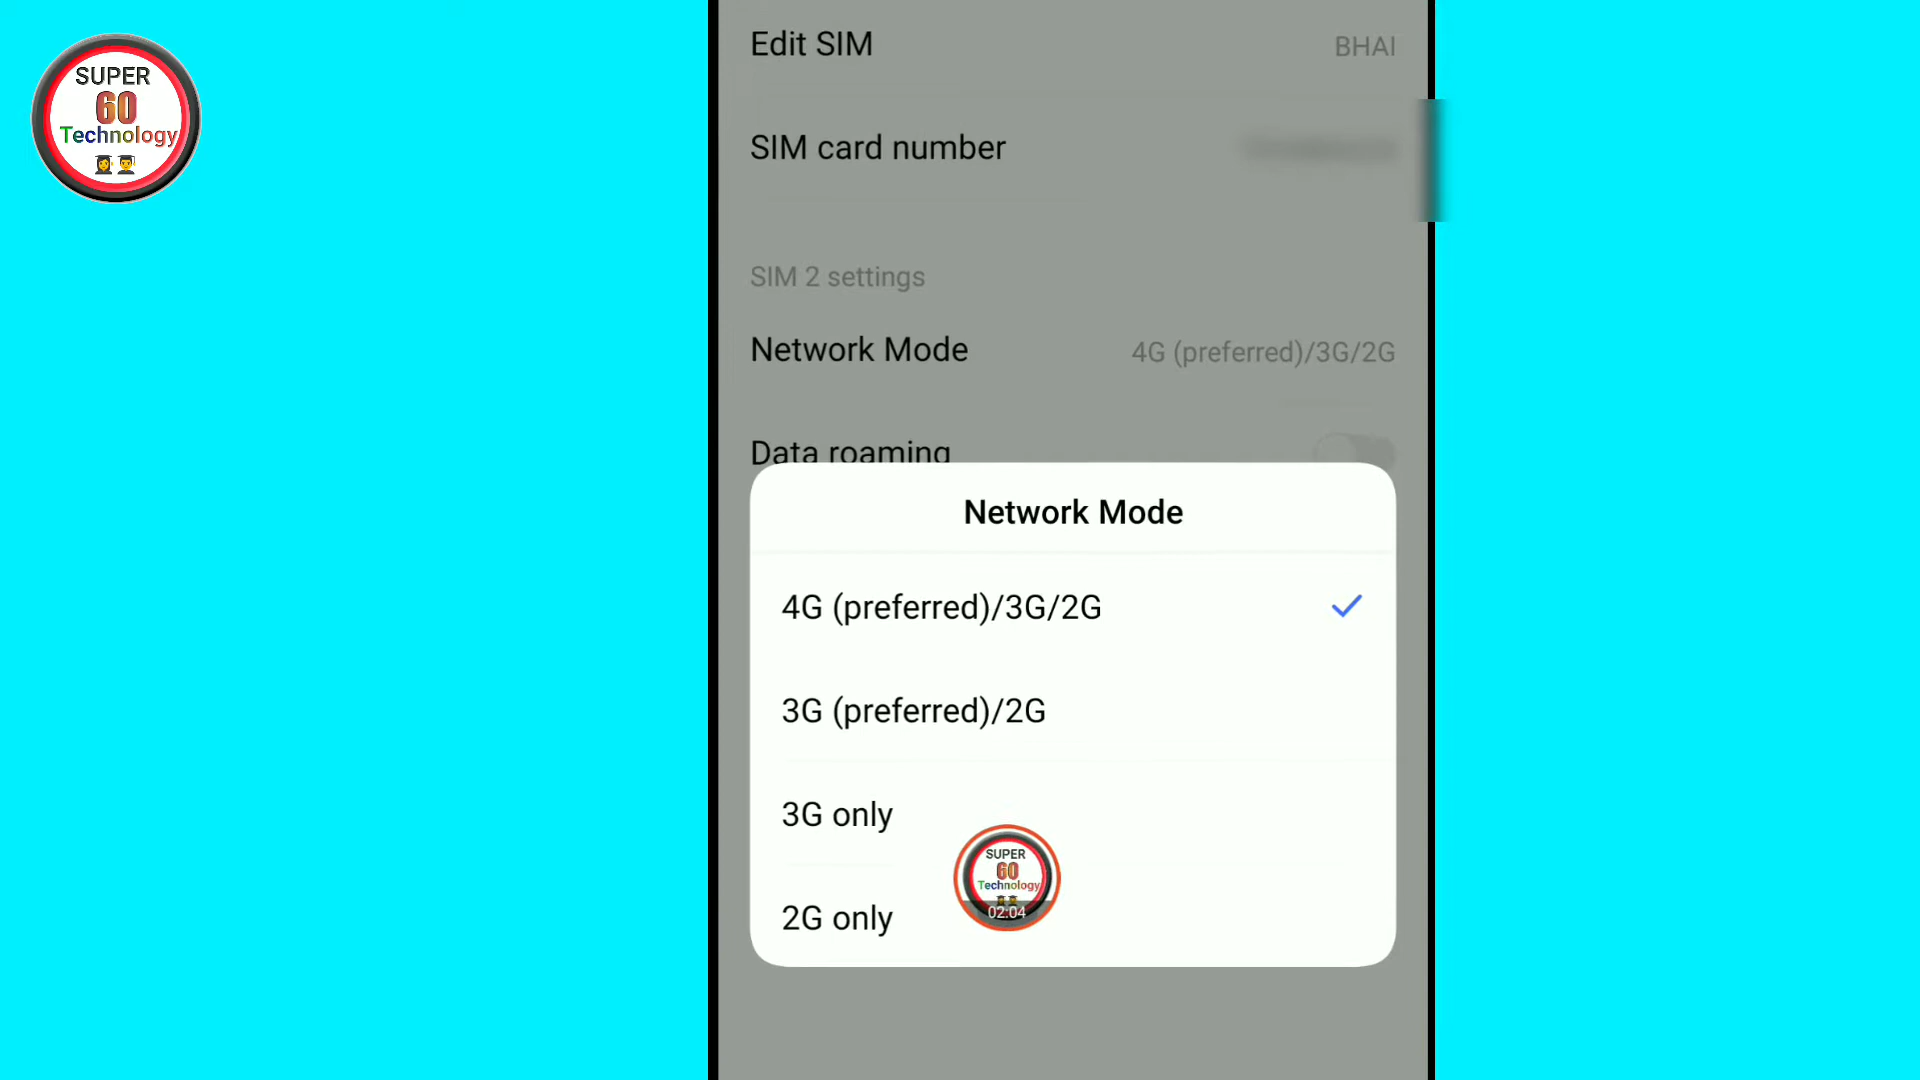 SUPER
60
Technology
Edit SIM
BHAI
SIM card number
SIM 2 settings
Network Mode
4G (preferred)/3G/2G
Data roaming
Network Mode
4G (preferred)/3G/2G
3G (preferred)/2G
3G only
SUPER
60
Technology
02:04
2G only